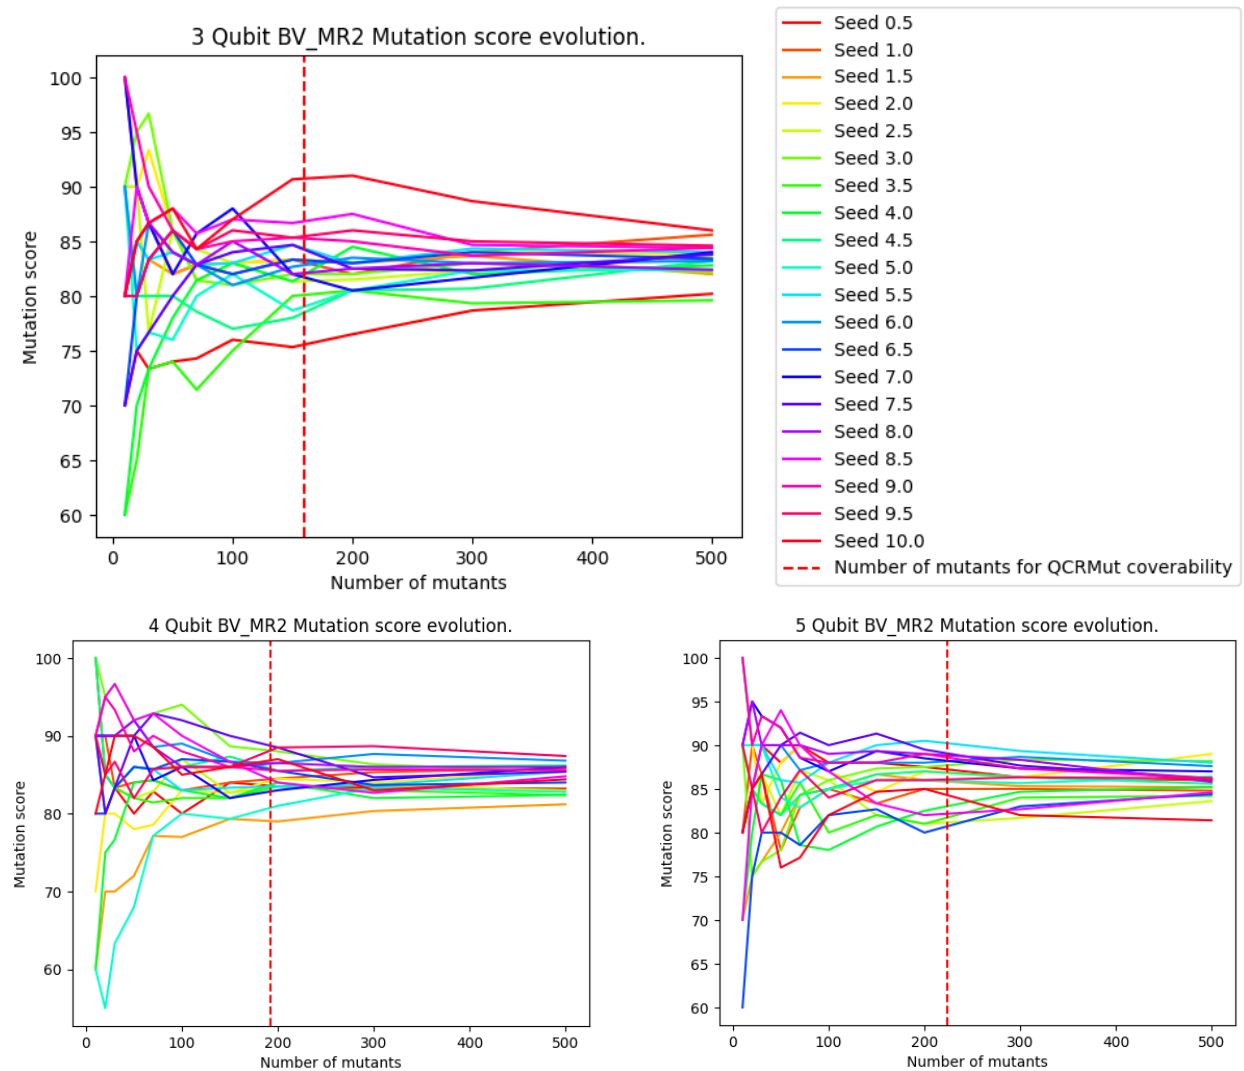 3 Qubit BV_MR2 Mutation score evolution.
Mutation score
100
95
90
85
80
75
70
65
60
0 100 200 300 400 500
Number of mutants
Seed 0.5
Seed 1.0
Seed 1.5
Seed 2.0
Seed 2.5
Seed 3.0
Seed 3.5
Seed 4.0
Seed 4.5
Seed 5.0
Seed 5.5
Seed 6.0
Seed 6.5
Seed 7.0
Seed 7.5
Seed 8.0
Seed 8.5
Seed 9.0
Seed 9.5
Seed 10.0
Number of mutants for QCRMut coverability
4 Qubit BV_MR2 Mutation score evolution.
Mutation score
100
90
80
70
60
0 100 200 300 400 500
Number of mutants
5 Qubit BV_MR2 Mutation score evolution.
Mutation score
100
95
90
85
80
75
70
65
60
0 100 200 300 400 500
Number of mutants